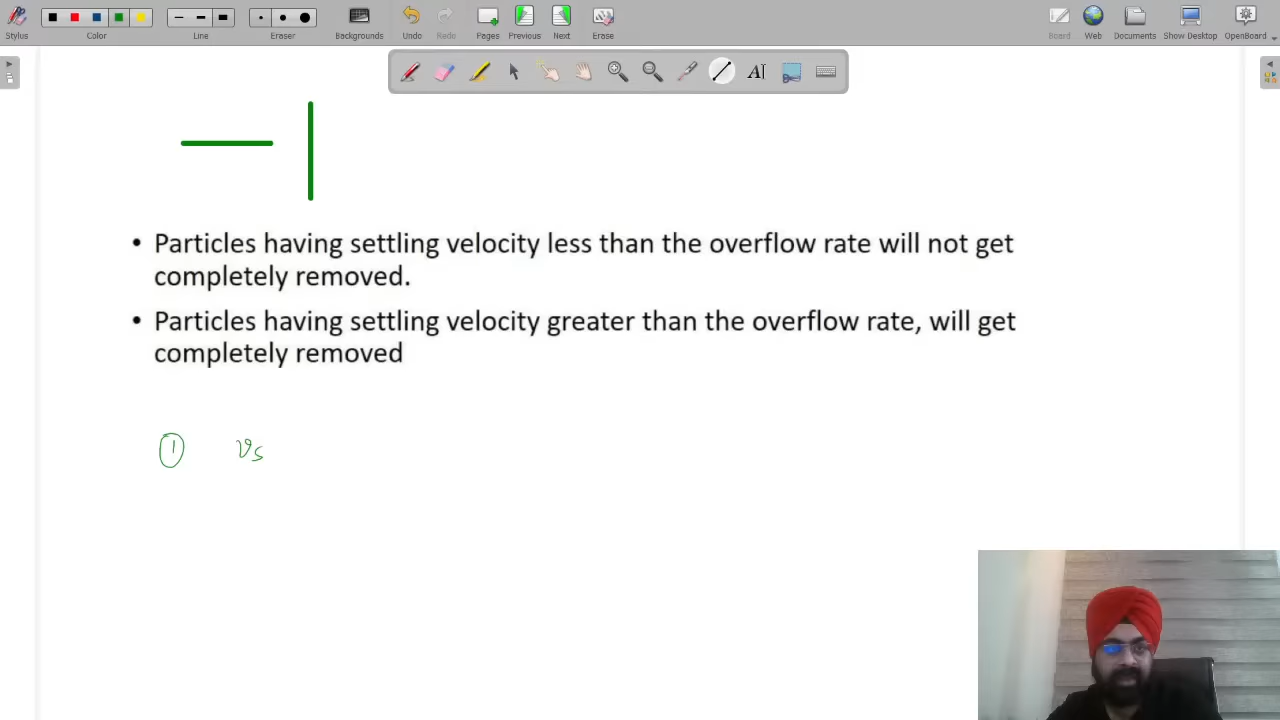 Stylus Color Line Eraser Backgrounds Undo Redo Pages Previous Next Erase Board Web Documents Show Desktop OpenBoard
• Particles having settling velocity less than the overflow rate will not get
completely removed.
• Particles having settling velocity greater than the overflow rate, will get
completely removed
① vs